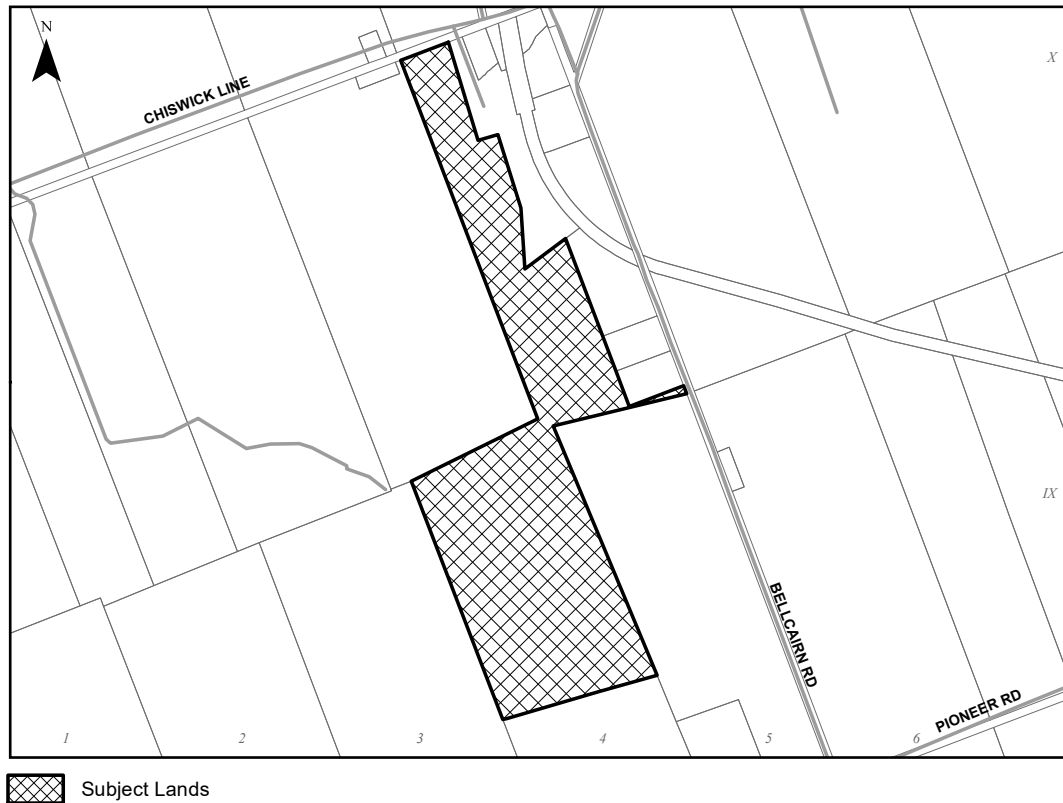 N
X
CHISWICK LINE
IX
BELLCAIRN RD
PIONEER RD
1
2
3
4
5
6
Subject Lands